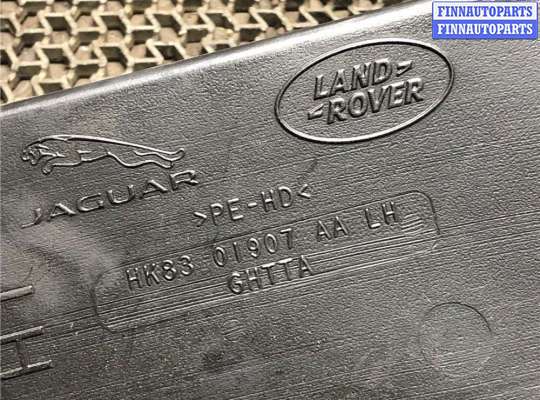 FINNAUTOPARTS
FINNAUTOPARTS
LAND
ROVER
JAGUAR
>PE-HD<
HK83 01907 AA LH
GHTTA